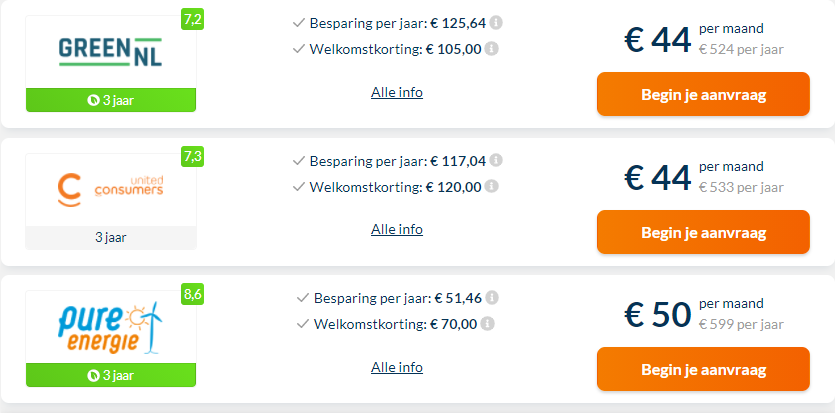 7,2
GREEN NL
3 jaar
Besparing per jaar: € 125,64
Welkomstkorting: € 105,00
Alle info
€ 44 per maand
€ 524 per jaar
Begin je aanvraag
7,3
united
consumers
3 jaar
Besparing per jaar: € 117,04
Welkomstkorting: € 120,00
Alle info
€ 44 per maand
€ 533 per jaar
Begin je aanvraag
8,6
pure
energie
3 jaar
Besparing per jaar: € 51,46
Welkomstkorting: € 70,00
Alle info
€ 50 per maand
€ 599 per jaar
Begin je aanvraag